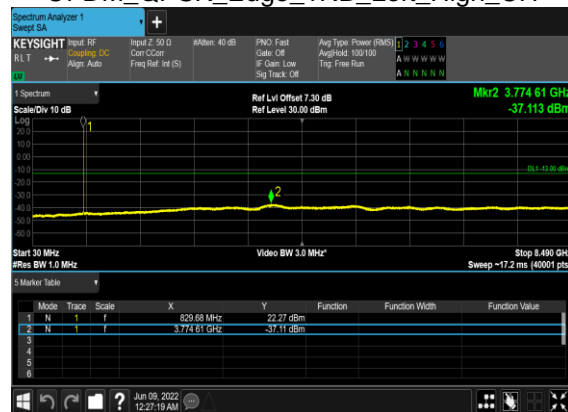 Spectrum Analyzer 1
Swept SA
+
KEYSIGHT Input: RF Input Z: 50 Ω #Atten: 40 dB PNO: Fast Avg Type: Power (RMS) 1 2 3 4 5 6
RLT Coupling: DC Corr CCorr Gate: Off Avg|Hold: 100/100 A W W W W W
Align: Auto Freq Ref: Int (S) IF Gain: Low Trig: Free Run
LU Sig Track: Off A N N N N N
1 Spectrum Ref Lvl Offset 7.30 dB Mkr2 3.774 61 GHz
Scale/Div 10 dB Ref Level 30.00 dBm -37.113 dBm
Log
20.0
10.0
0.00
-10.0
-20.0
-30.0
-40.0
-50.0
-60.0
1
DL1 -13.00 dBm
2
Start 30 MHz Video BW 3.0 MHz* Stop 8.490 GHz
#Res BW 1.0 MHz Sweep ~17.2 ms (40001 pts)
5 Marker Table
Mode Trace Scale X Y Function Function Width Function Value
1 N 1 f 829.68 MHz 22.27 dBm
2 N 1 f 3.774 61 GHz -37.11 dBm
3
4
5
6
? Jun 09, 2022
12:27:19 AM